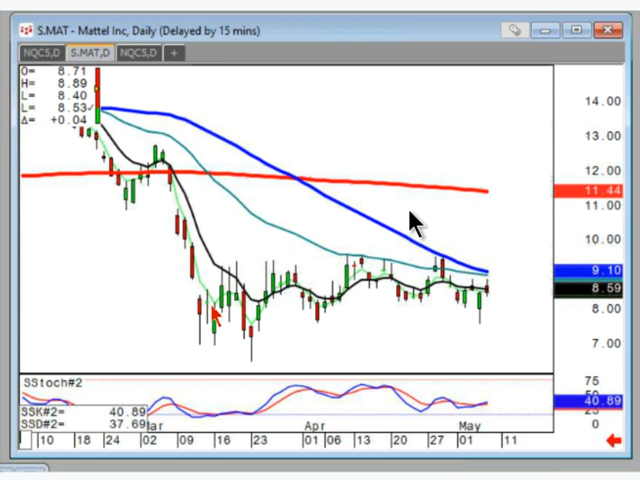 S.MAT - Mattel Inc, Daily (Delayed by 15 mins)
NQC5,D S.MAT,D NQC5,D +
O= 8.71
H= 8.89
L= 8.40
L= 8.53✓
Δ= +0.04
14.00
13.00
12.00
11.44
11.00
10.00
9.10
8.59
8.00
7.00
SStoch#2
75
50
40.89
25
0
SSK#2= 40.89
SSD#2= 37.69
Mar Apr May
10 18 24 02 09 16 23 01 06 13 20 27 01 11